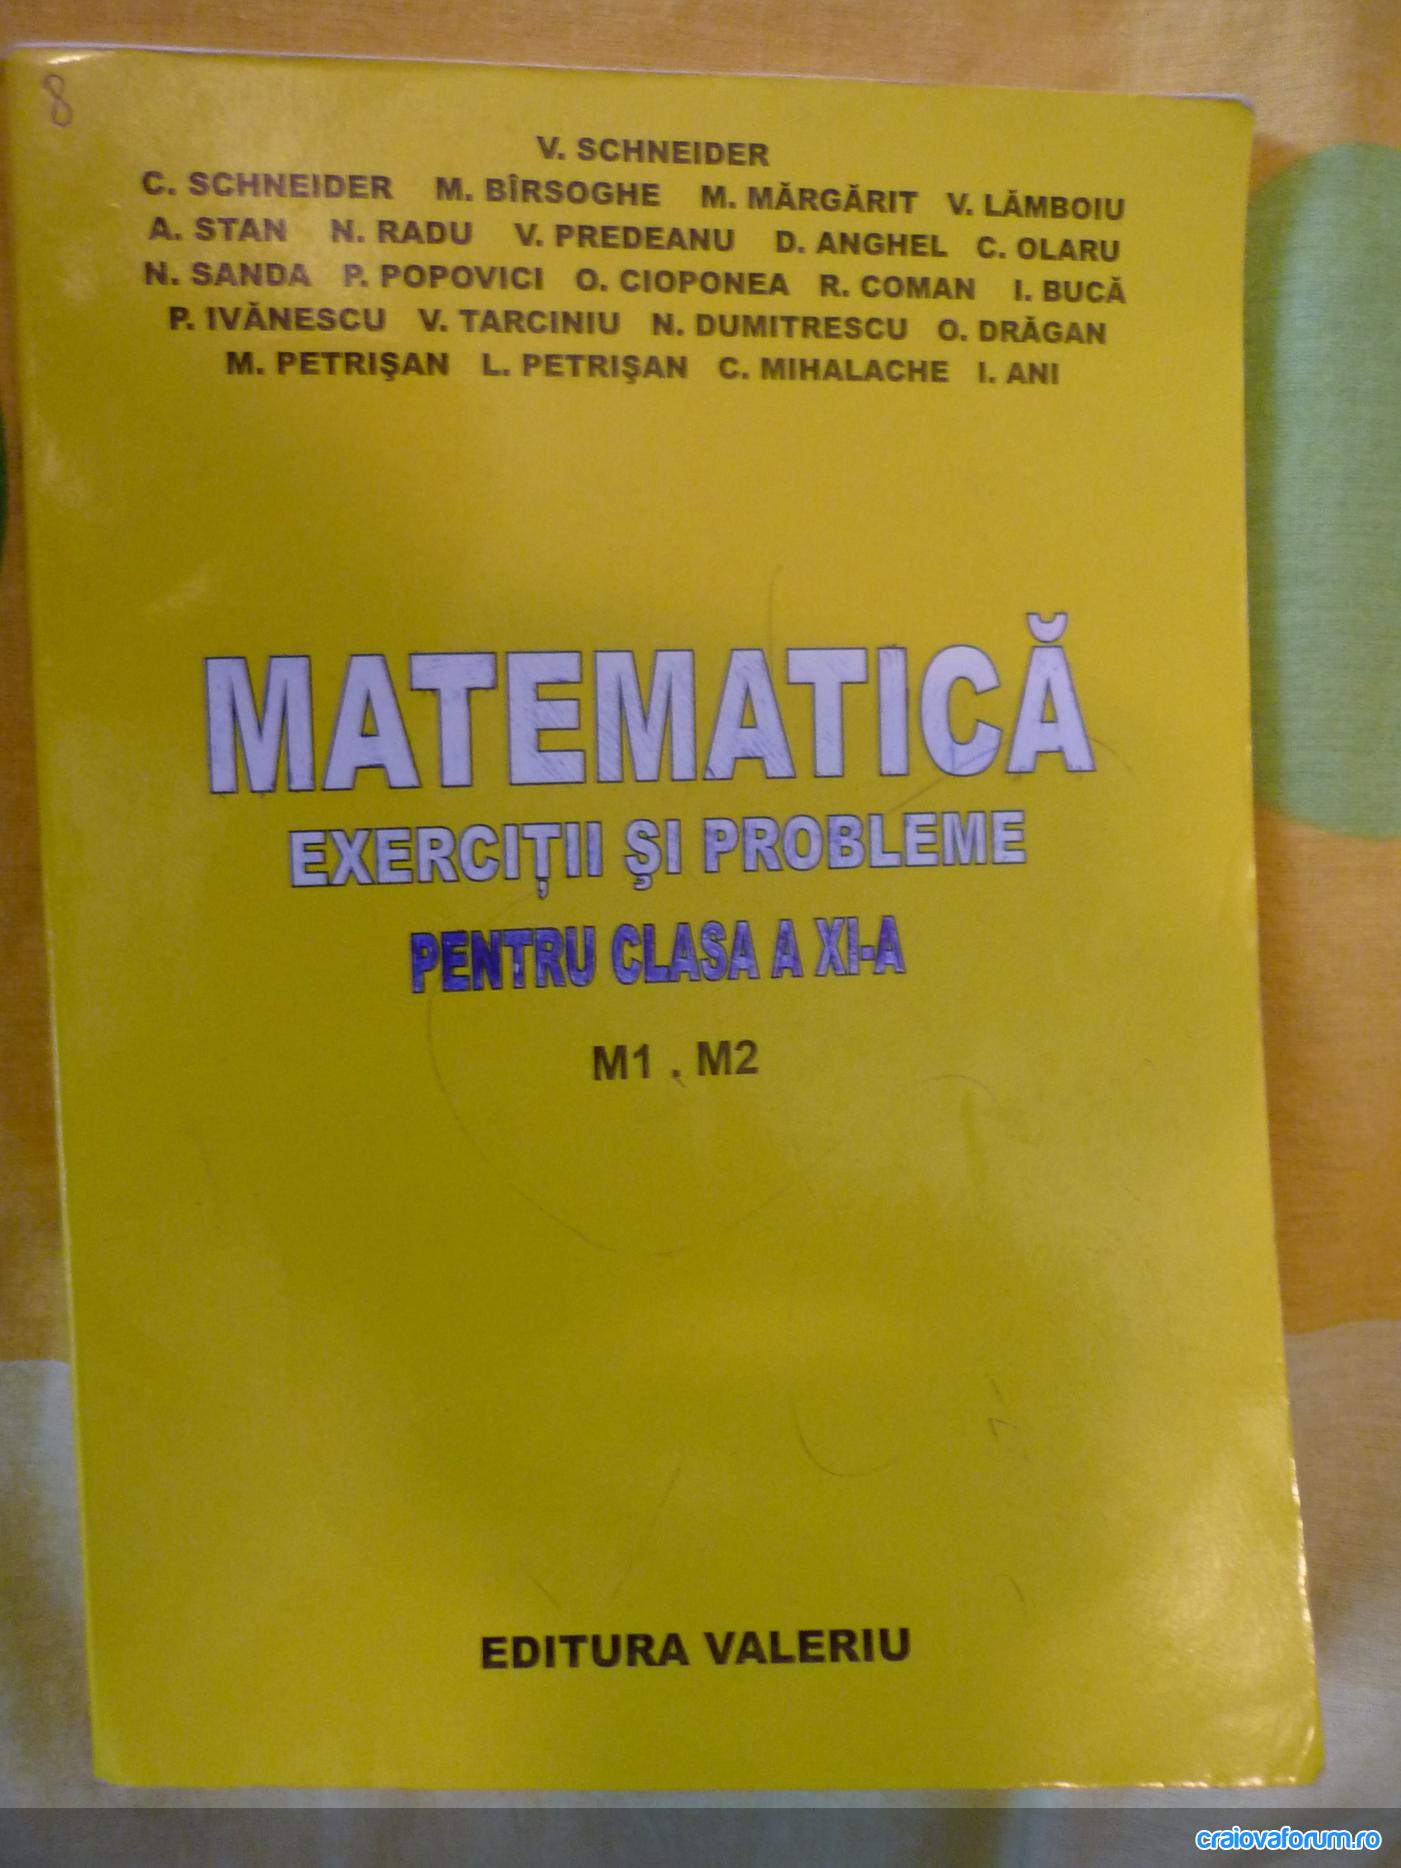 8
V. SCHNEIDER
C. SCHNEIDER M. BÎRSOGHE M. MĂRGĂRIT V. LĂMBOIU
A. STAN N. RADU V. PREDEANU D. ANGHEL C. OLARU
N. SANDA P. POPOVICI O. CIOPONEA R. COMAN I. BUCĂ
P. IVĂNESCU V. TARCINIU N. DUMITRESCU O. DRĂGAN
M. PETRIŞAN L. PETRIŞAN C. MIHALACHE I. ANI
MATEMATICĂ
EXERCIŢII ŞI PROBLEME
PENTRU CLASA A XI-A
M1 . M2
EDITURA VALERIU
craiovaforum.ro